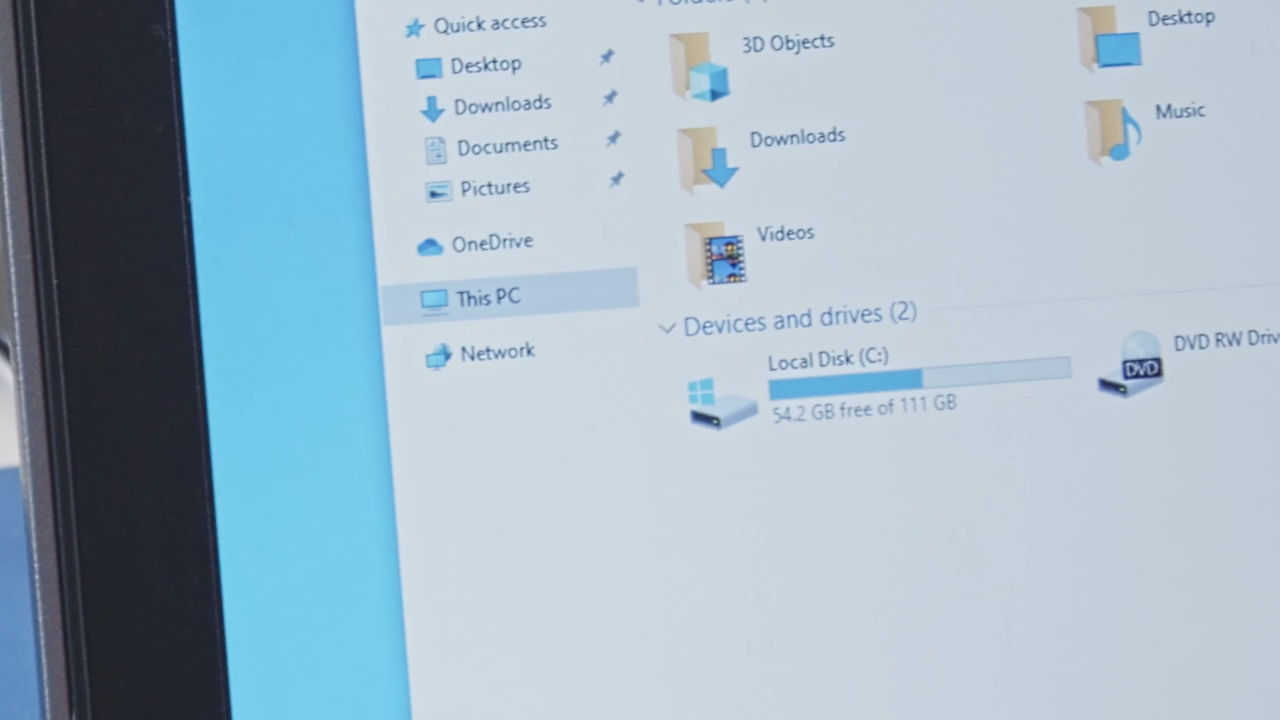 Quick access
Desktop
Downloads
Documents
Pictures
OneDrive
This PC
Network
3D Objects
Desktop
Downloads
Music
Videos
Devices and drives (2)
Local Disk (C:)
54.2 GB free of 111 GB
DVD
DVD RW